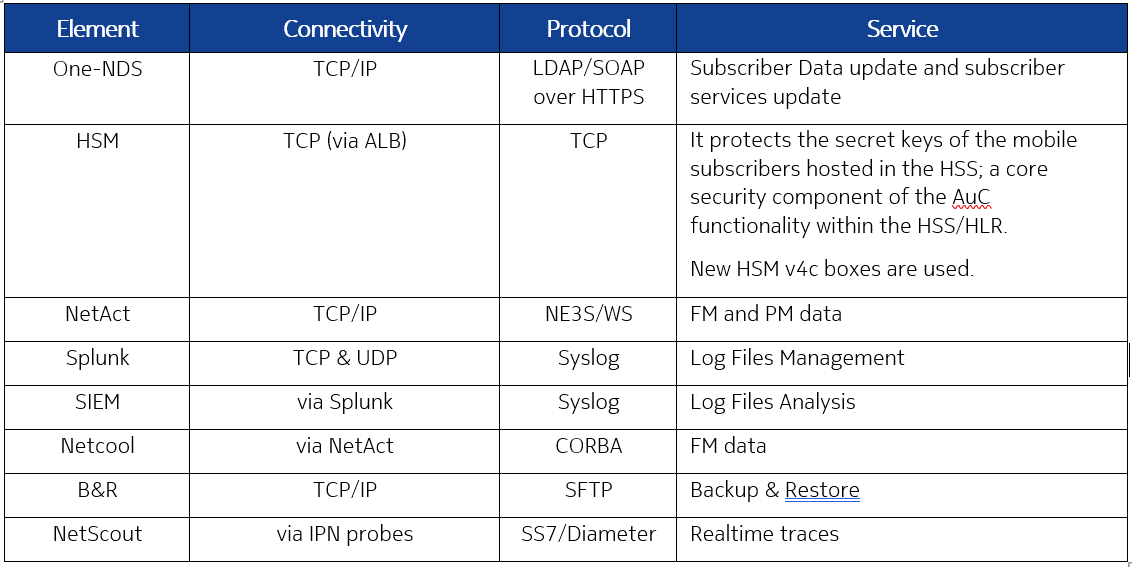 Element Connectivity Protocol Service
One-NDS TCP/IP LDAP/SOAP over HTTPS Subscriber Data update and subscriber services update
HSM TCP (via ALB) TCP It protects the secret keys of the mobile
subscribers hosted in the HSS; a core
security component of the AuC
functionality within the HSS/HLR.
New HSM v4c boxes are used.
NetAct TCP/IP NE3S/WS FM and PM data
Splunk TCP & UDP Syslog Log Files Management
SIEM via Splunk Syslog Log Files Analysis
Netcool via NetAct CORBA FM data
B&R TCP/IP SFTP Backup & Restore
NetScout via IPN probes SS7/Diameter Realtime traces